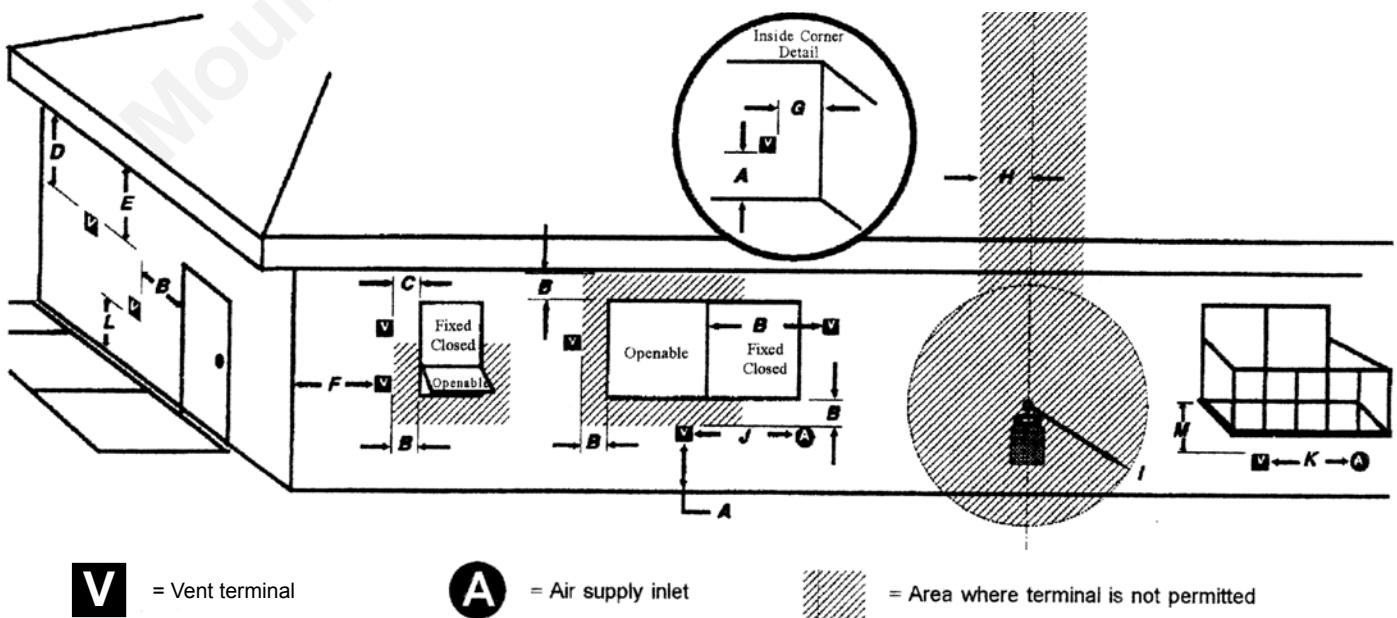 Moun
Inside Corner
Detail
G
V
A
H
D
E
V
B
L
V
C
B
V
Fixed
Closed
V
Openable
Fixed
Closed
B
V
F
V
Openable
B
B
B
V
J
A
A
I
M
V
K
A
V = Vent terminal
A = Air supply inlet
= Area where terminal is not permitted